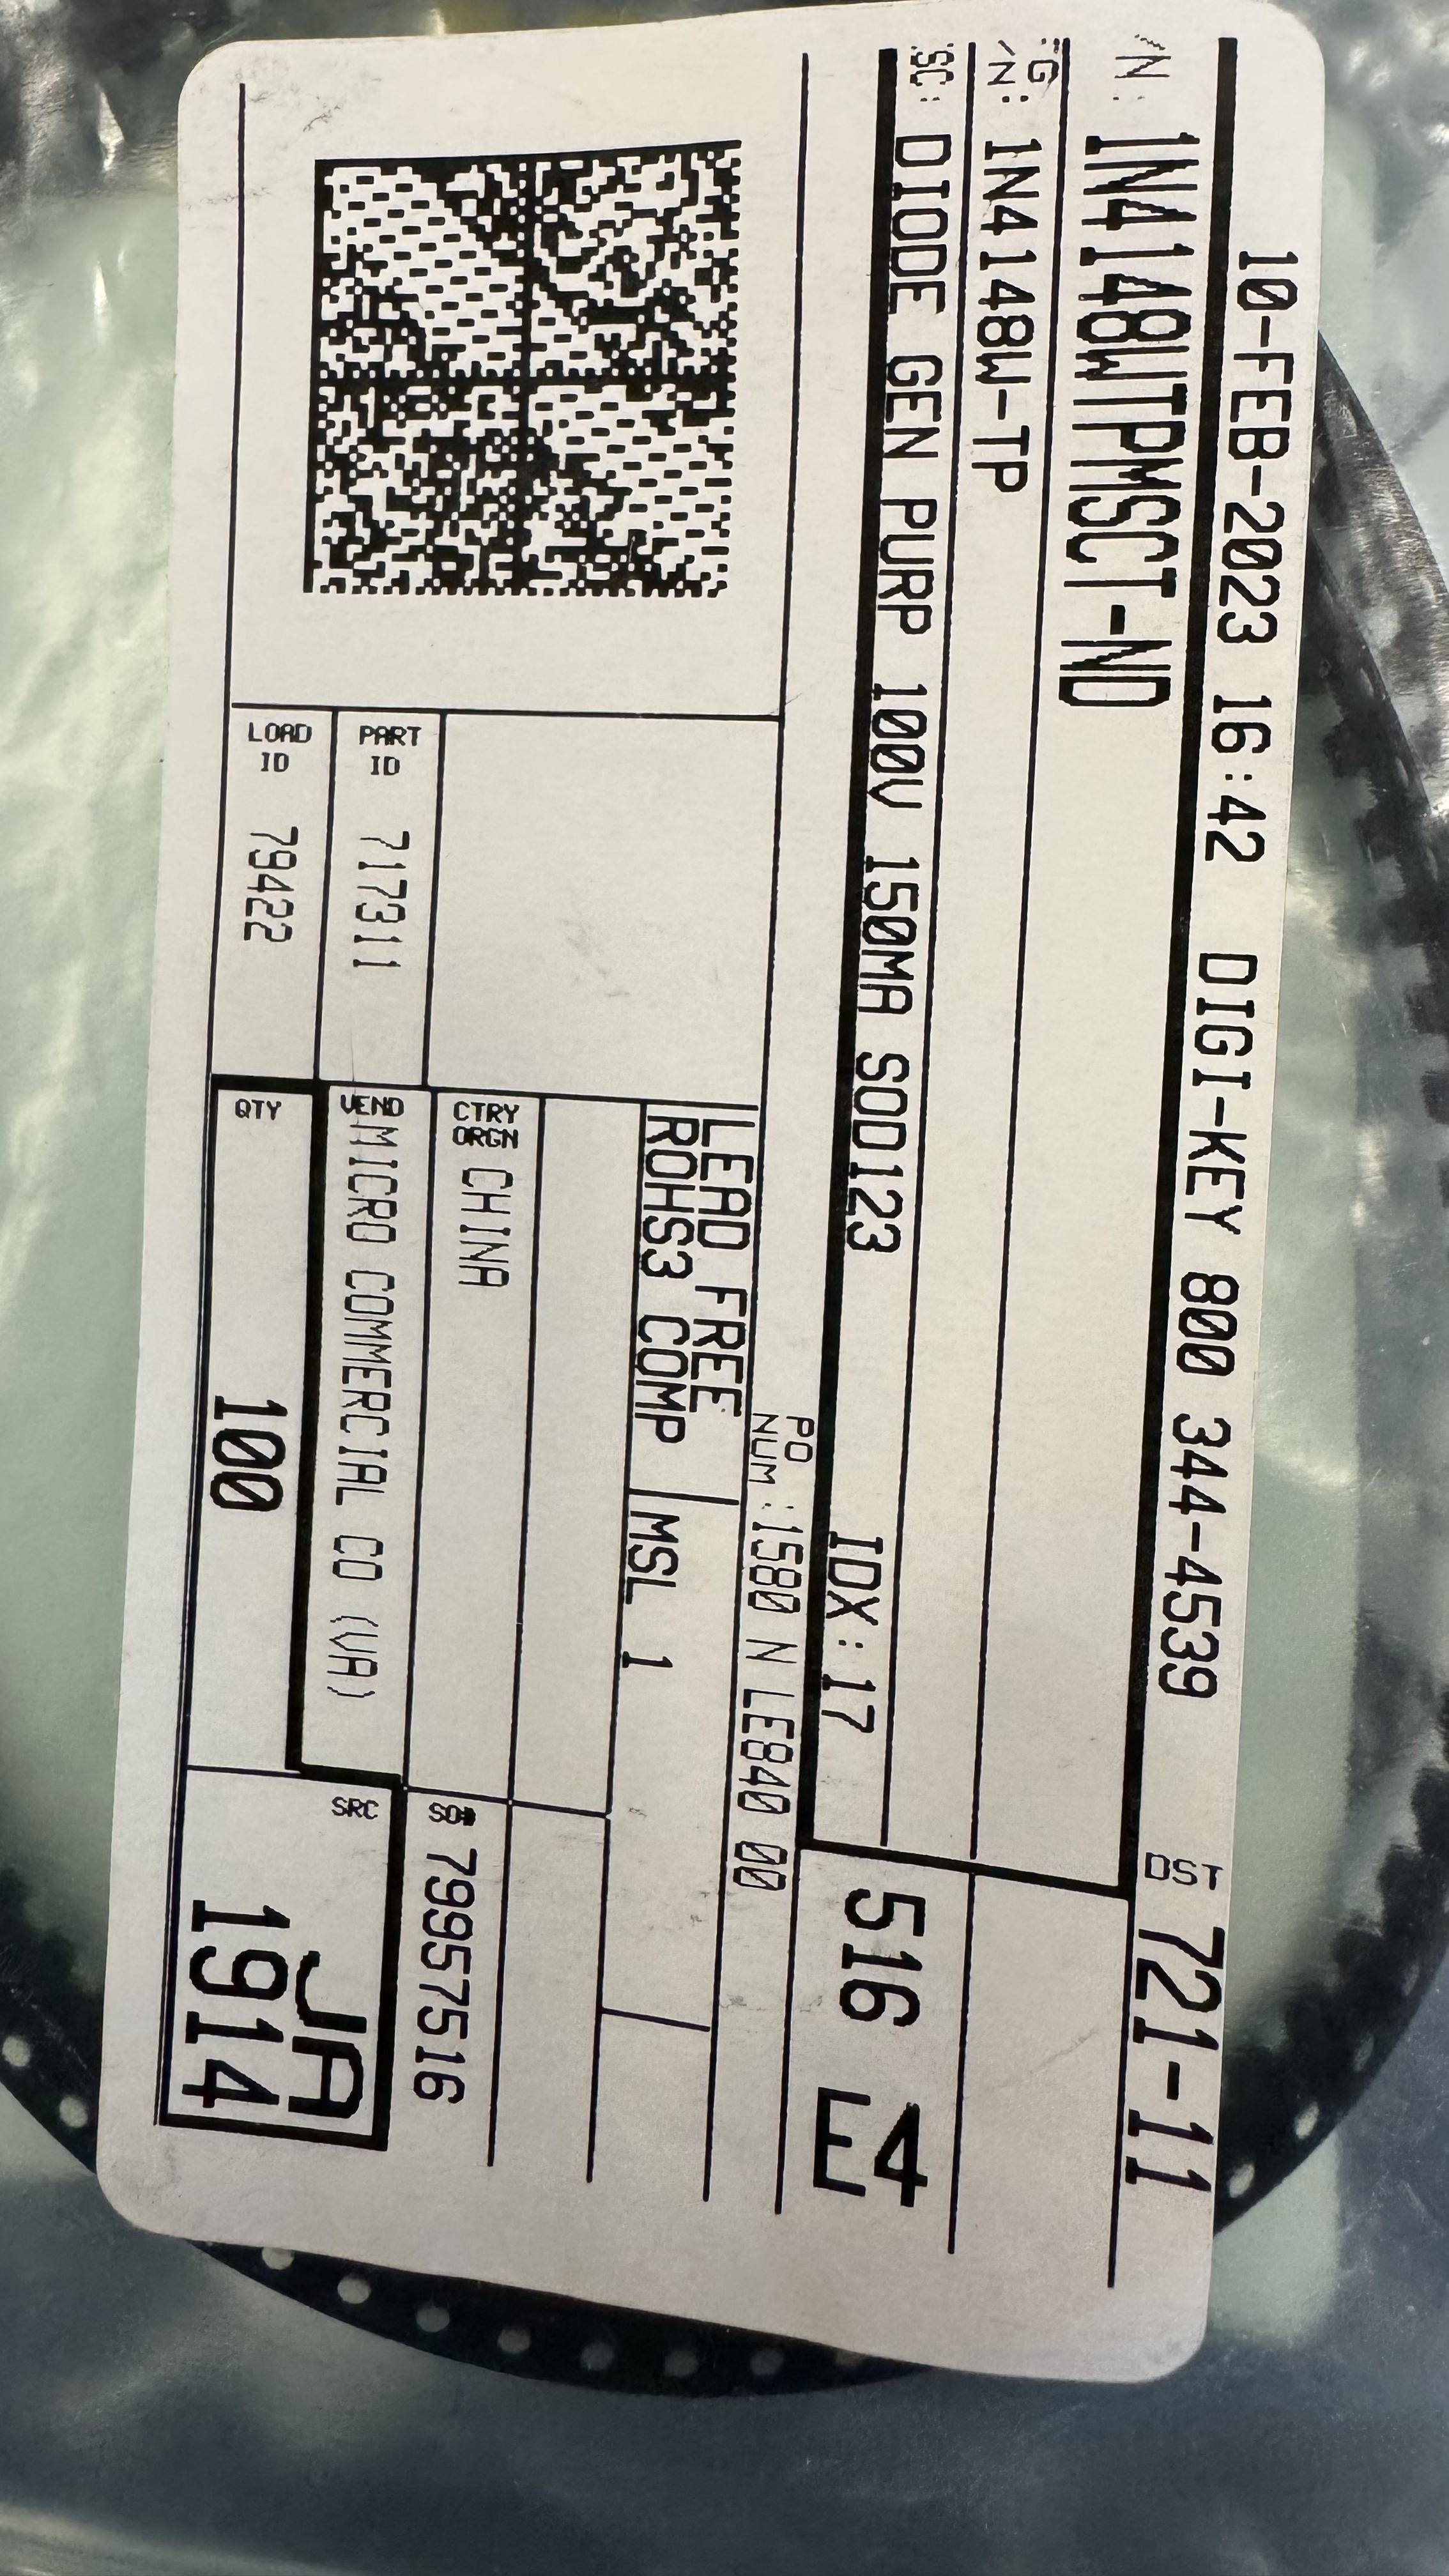 10-FEB-2023 16:42 DIGI-KEY 800 344-4539 DST 721-11
/N: 1N4148WTPMSCT-ND
/N: 1N4148W-TP
SC: DIODE GEN PURP 100V 150MA SOD123
IDX:17 516 E4
PO NUM :1580 N LE840 00
LEAD FREE
ROHS3 COMP
MSL 1
PART ID 717311
CTRY ORGN CHINA
SO# 79957516
LOAD ID 79422
VEND MICRO COMMERCIAL CO (VA)
QTY 100
SRC JA
1914